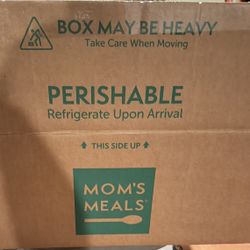 BOX MAY BE HEAVY
Take Care When Moving
PERISHABLE
Refrigerate Upon Arrival
↑ THIS SIDE UP ↑
MOM'S
MEALS®